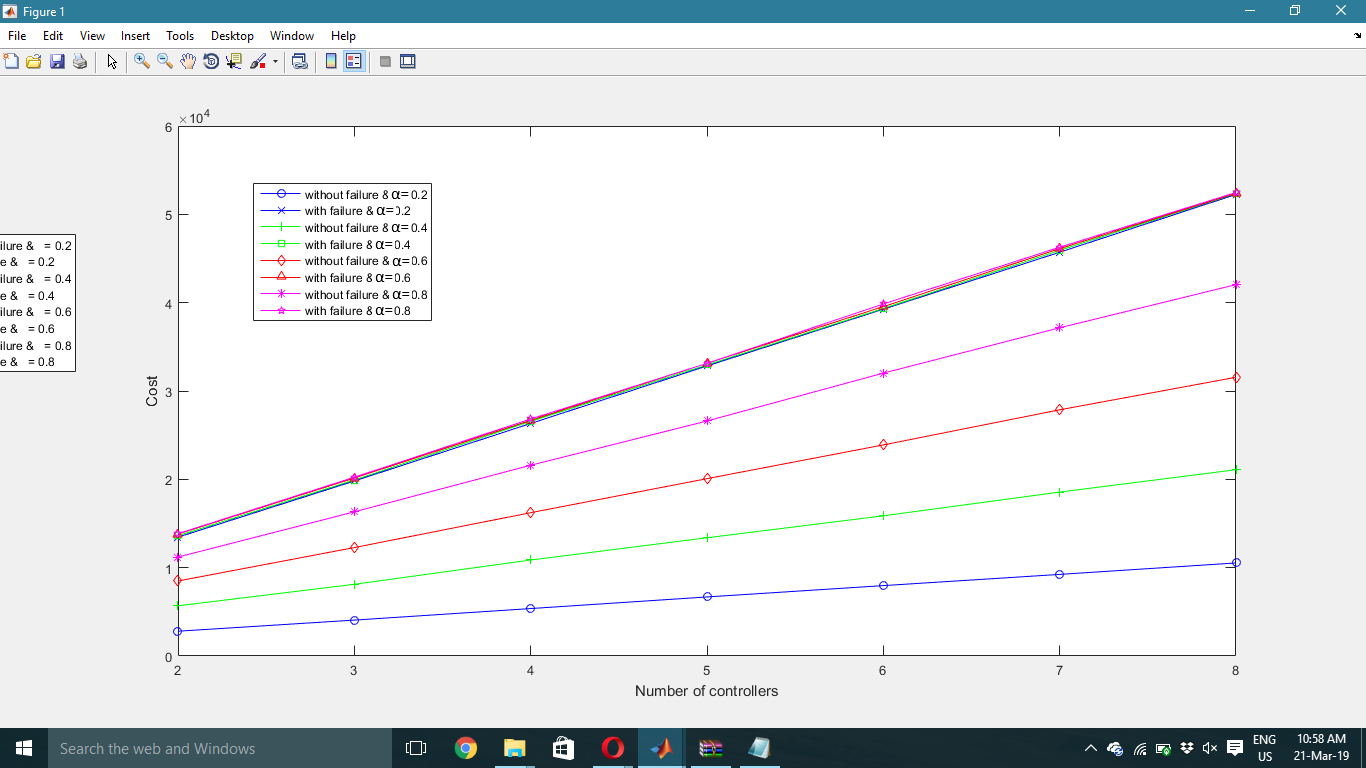 Figure 1
File Edit View Insert Tools Desktop Window Help
×10⁴
6
5
4
3
2
1
0
Cost
2 3 4 5 6 7 8
Number of controllers
without failure & α=0.2
with failure & α=0.2
without failure & α=0.4
with failure & α=0.4
without failure & α=0.6
with failure & α=0.6
without failure & α=0.8
with failure & α=0.8
ilure & = 0.2
e & = 0.2
ilure & = 0.4
e & = 0.4
ilure & = 0.6
e & = 0.6
ilure & = 0.8
e & = 0.8
Search the web and Windows
ENG
US
10:58 AM
21-Mar-19